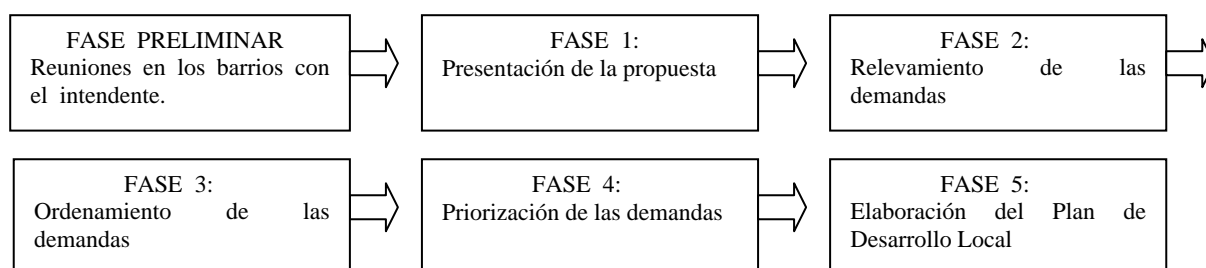 FASE PRELIMINAR
Reuniones en los barrios con
el intendente.
FASE 1:
Presentación de la propuesta
FASE 2:
Relevamiento de las
demandas
FASE 3:
Ordenamiento de las
demandas
FASE 4:
Priorización de las demandas
FASE 5:
Elaboración del Plan de
Desarrollo Local